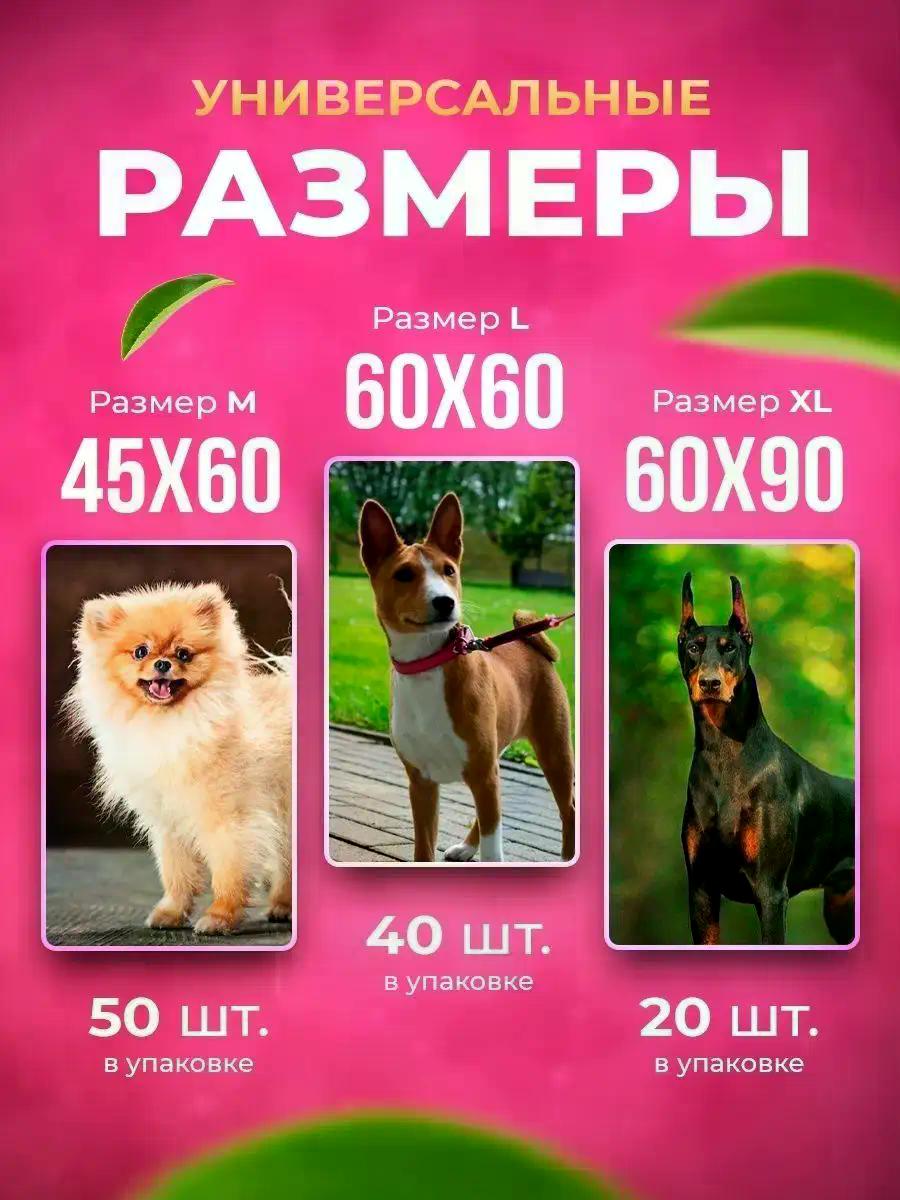 УНИВЕРСАЛЬНЫЕ
РАЗМЕРЫ
Размер M
45X60
50 шт.
в упаковке
Размер L
60X60
40 шт.
в упаковке
Размер XL
60X90
20 шт.
в упаковке